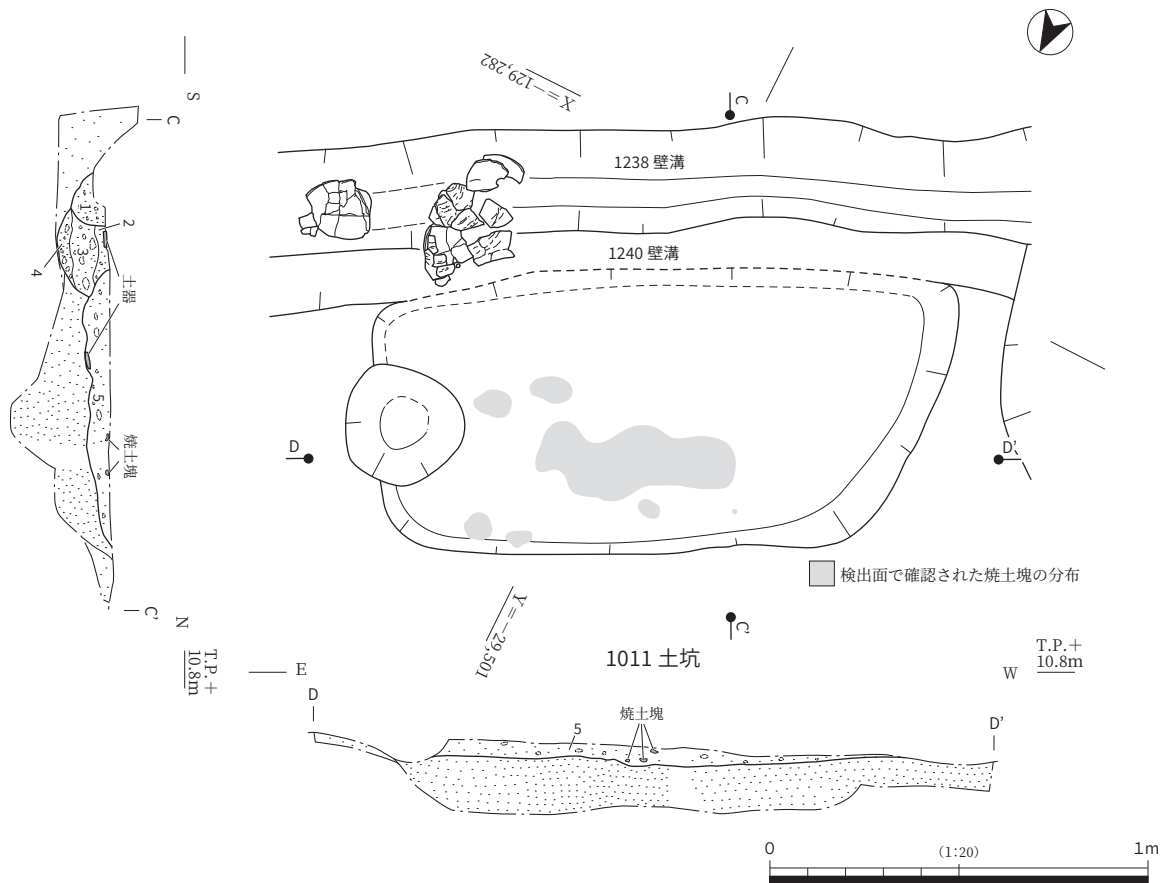 S
C
X=−129,282
C
1238 壁溝
1
2
3
4
1240 壁溝
土器
5
焼土塊
D
D’
検出面で確認された焼土塊の分布
C’
N
T.P.+
10.8m
Y=−29,501
C’
1011 土坑
E
W
T.P.+
10.8m
D
焼土塊
5
D’
0
(1:20)
1m